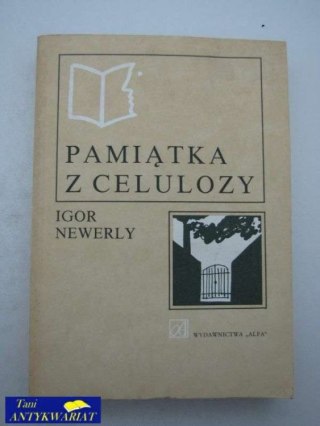 PAMIĄTKA
Z CELULOZY
IGOR
NEWERLY
WYDAWNICTWA „ALFA”
Tani
ANTYKWARIAT